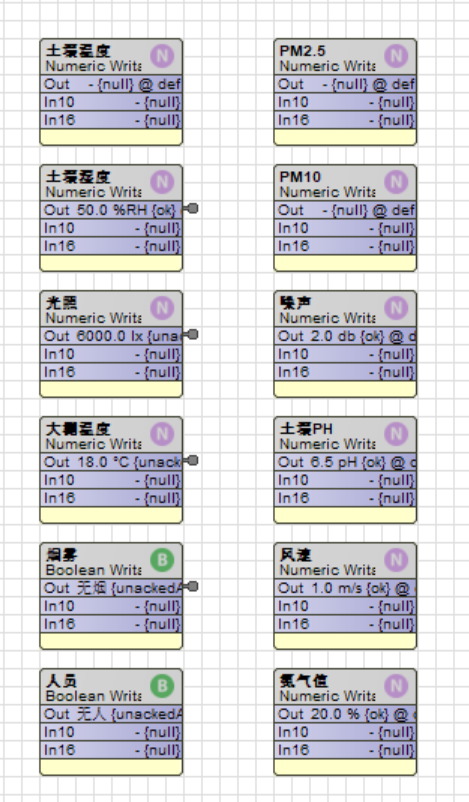 土壤温度
N
Numeric Writa
Out - {null} @ def
In10 - {null}
In16 - {null}
PM2.5
N
Numeric Writa
Out - {null} @ def
In10 - {null}
In16 - {null}
土壤湿度
N
Numeric Writa
Out 50.0 %RH {ok}
In10 - {null}
In16 - {null}
PM10
N
Numeric Writa
Out - {null} @ def
In10 - {null}
In16 - {null}
光照
N
Numeric Writa
Out 6000.0 lx {una
In10 - {null}
In16 - {null}
噪声
N
Numeric Writa
Out 2.0 db {ok} @ d
In10 - {null}
In16 - {null}
大棚温度
N
Numeric Writa
Out 18.0 °C {unack
In10 - {null}
In16 - {null}
土壤PH
N
Numeric Writa
Out 6.5 pH {ok} @ d
In10 - {null}
In16 - {null}
烟雾
B
Boolean Writa
Out 无烟 {unackedA
In10 - {null}
In16 - {null}
风速
N
Numeric Writa
Out 1.0 m/s {ok} @
In10 - {null}
In16 - {null}
人员
B
Boolean Writa
Out 无人 {unackedA
In10 - {null}
In16 - {null}
氧气值
N
Numeric Writa
Out 20.0 % {ok} @ d
In10 - {null}
In16 - {null}